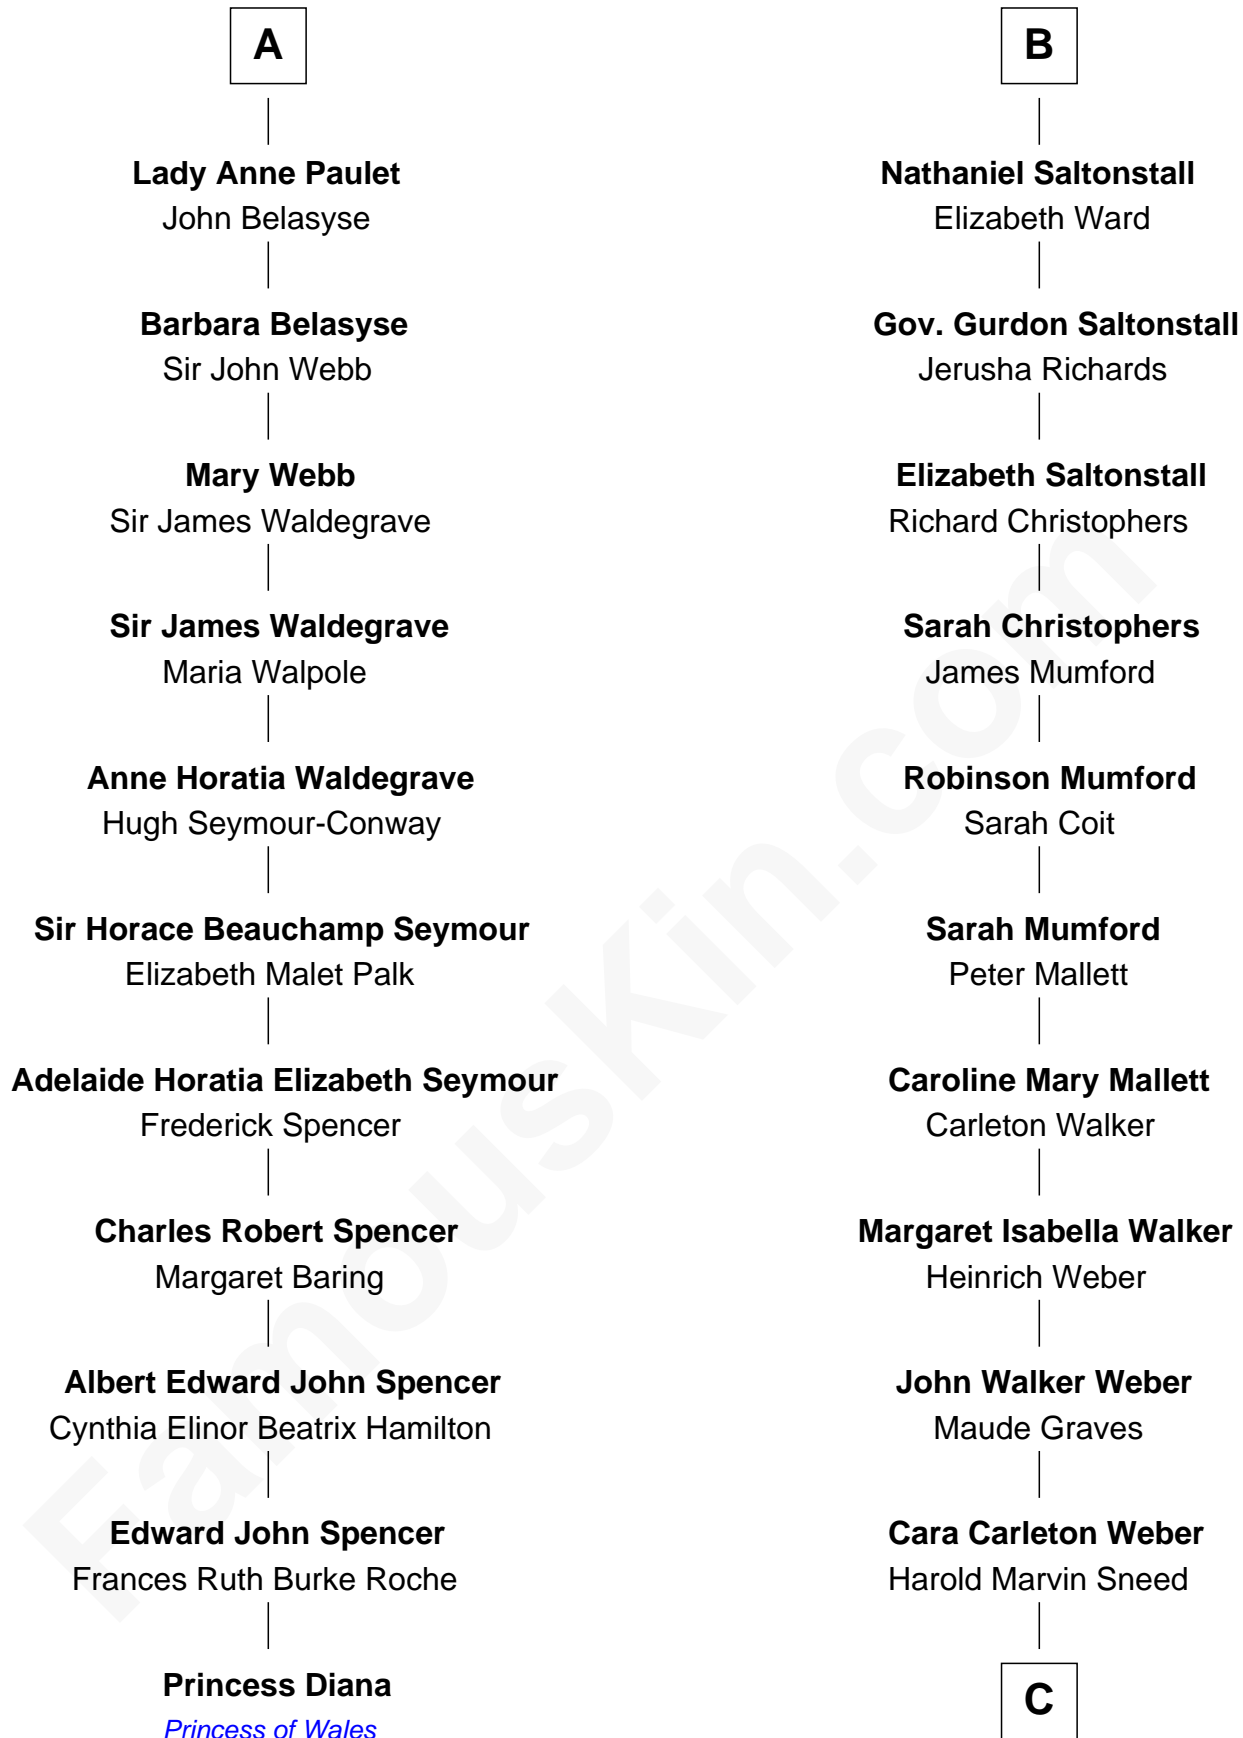 A
Lady Anne Paulet
John Belasyse
Barbara Belasyse
Sir John Webb
Mary Webb
Sir James Waldegrave
Sir James Waldegrave
Maria Walpole
Anne Horatia Waldegrave
Hugh Seymour-Conway
Sir Horace Beauchamp Seymour
Elizabeth Malet Palk
Adelaide Horatia Elizabeth Seymour
Frederick Spencer
Charles Robert Spencer
Margaret Baring
Albert Edward John Spencer
Cynthia Elinor Beatrix Hamilton
Edward John Spencer
Frances Ruth Burke Roche
Princess Diana
Princess of Wales
B
Nathaniel Saltonstall
Elizabeth Ward
Gov. Gurdon Saltonstall
Jerusha Richards
Elizabeth Saltonstall
Richard Christophers
Sarah Christophers
James Mumford
Robinson Mumford
Sarah Coit
Sarah Mumford
Peter Mallett
Caroline Mary Mallett
Carleton Walker
Margaret Isabella Walker
Heinrich Weber
John Walker Weber
Maude Graves
Cara Carleton Weber
Harold Marvin Sneed
C
FamousKin.com